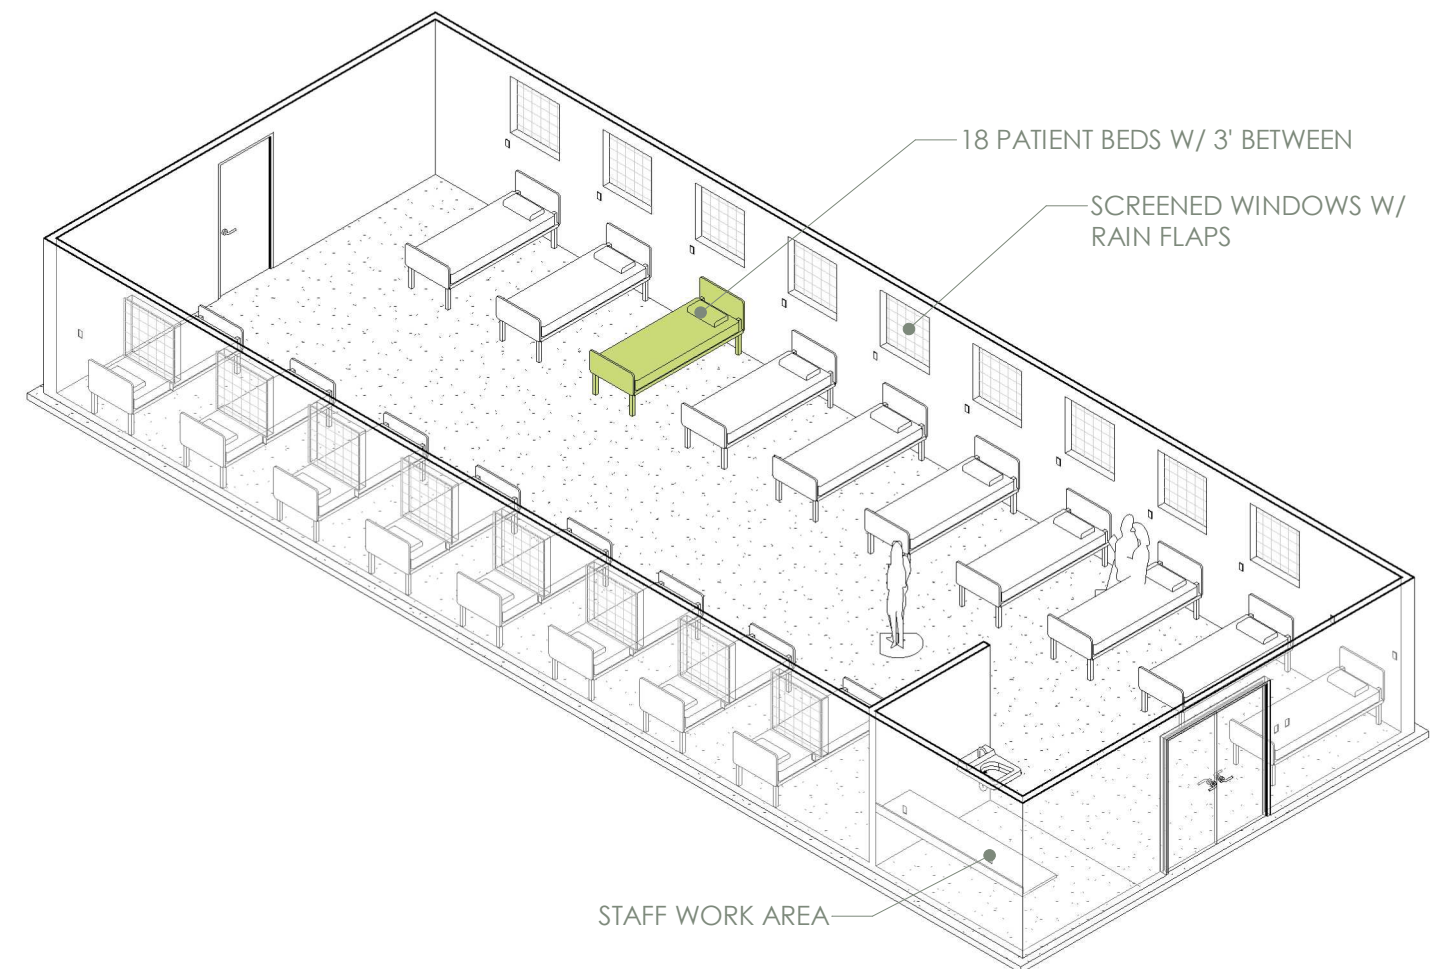 18 PATIENT BEDS W/ 3' BETWEEN
SCREENED WINDOWS W/
RAIN FLAPS
STAFF WORK AREA